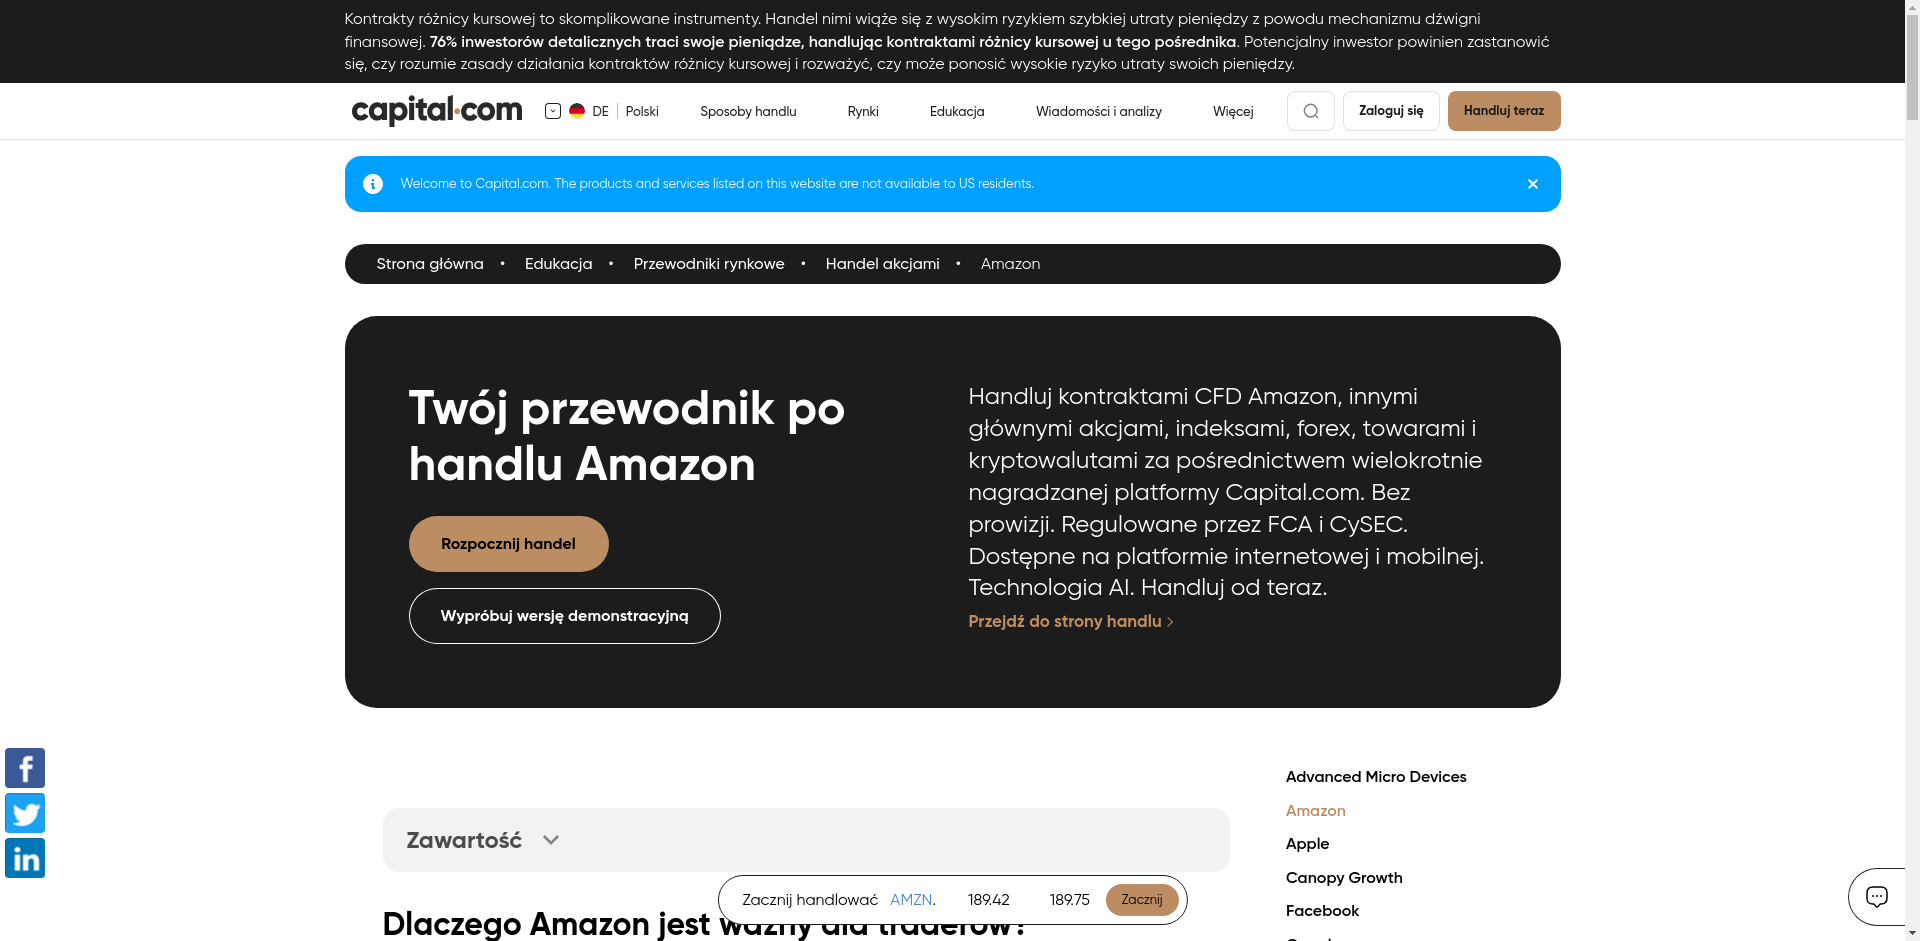 Kontrakty różnicy kursowej to skomplikowane instrumenty. Handel nimi wiąże się z wysokim ryzykiem szybkiej utraty pieniędzy z powodu mechanizmu dźwigni
finansowej. 76% inwestorów detalicznych traci swoje pieniądze, handlując kontraktami różnicy kursowej u tego pośrednika. Potencjalny inwestor powinien zastanowić
się, czy rozumie zasady działania kontraktów różnicy kursowej i rozważyć, czy może ponosić wysokie ryzyko utraty swoich pieniędzy.
capital.com DE Polski Sposoby handlu Rynki Edukacja Wiadomości i analizy Więcej Zaloguj się Handluj teraz
Welcome to Capital.com. The products and services listed on this website are not available to US residents.
Strona główna • Edukacja • Przewodniki rynkowe • Handel akcjami • Amazon
Twój przewodnik po
handlu Amazon
Rozpocznij handel
Wypróbuj wersję demonstracyjną
Handluj kontraktami CFD Amazon, innymi
głównymi akcjami, indeksami, forex, towarami i
kryptowalutami za pośrednictwem wielokrotnie
nagradzanej platformy Capital.com. Bez
prowizji. Regulowane przez FCA i CySEC.
Dostępne na platformie internetowej i mobilnej.
Technologia AI. Handluj od teraz.
Przejdź do strony handlu
Zawartość
Dlaczego Amazon jest ważny dla traderów?
Zacznij handlować AMZN. 189.42 189.75 Zacznij
Advanced Micro Devices
Amazon
Apple
Canopy Growth
Facebook